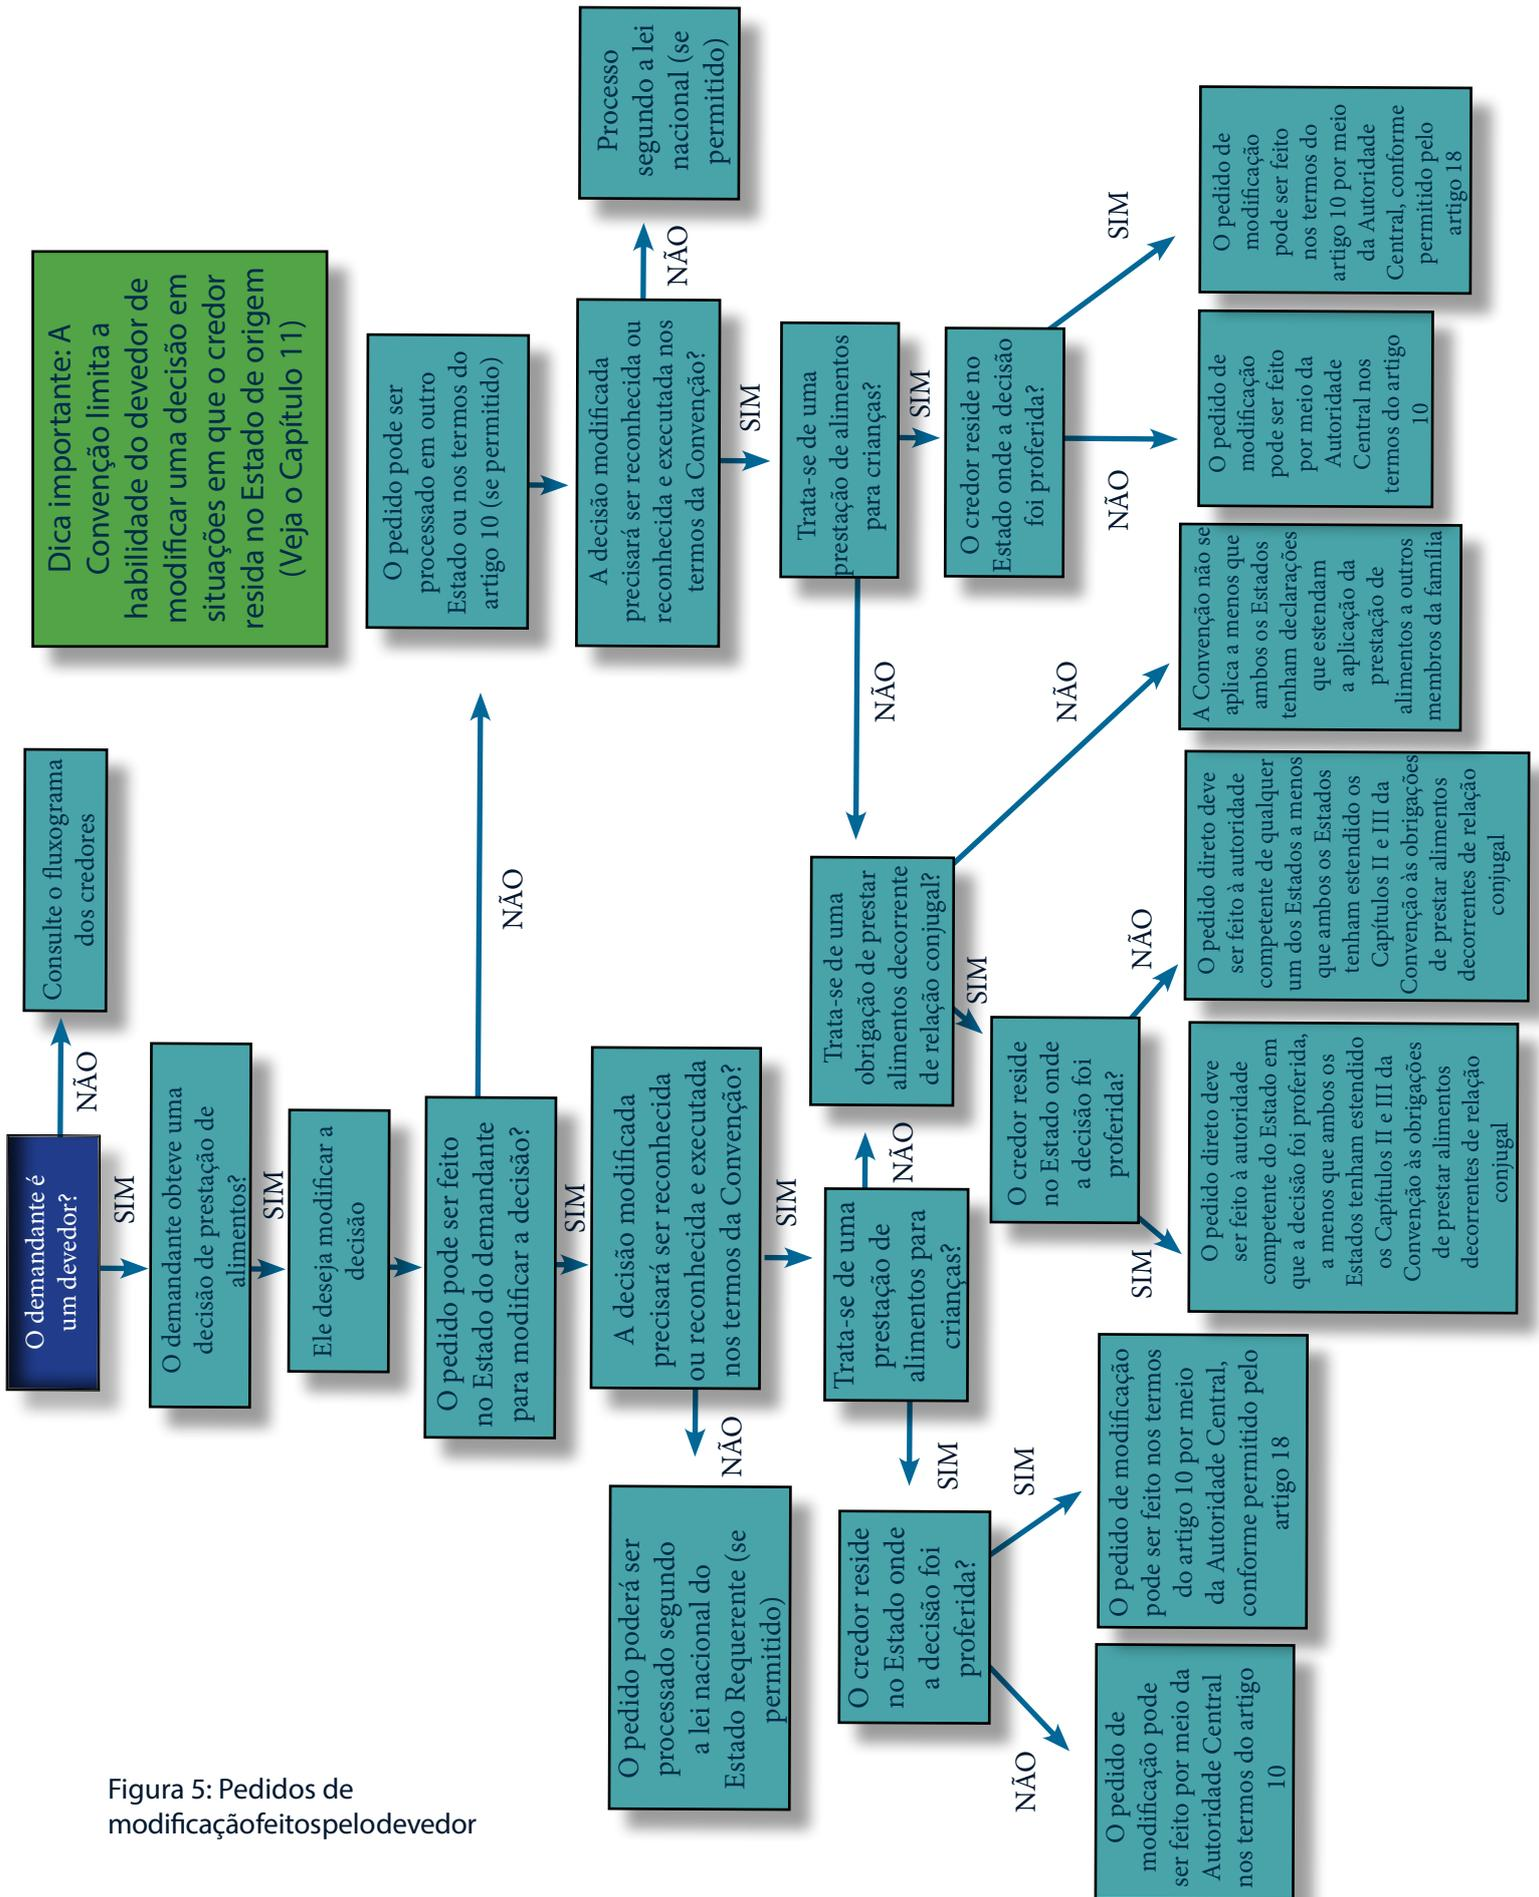 Figura 5: Pedidos de
modificaçãofeitospelodevedor
O demandante é
um devedor?
NÃO
Consulte o fluxograma
dos credores
SIM
O demandante obteve uma
decisão de prestação de
alimentos?
SIM
Ele deseja modificar a
decisão
O pedido pode ser feito
no Estado do demandante
para modificar a decisão?
NÃO
SIM
Dica importante: A
Convenção limita a
habilidade do devedor de
modificar uma decisão em
situações em que o credor
resida no Estado de origem
(Veja o Capítulo 11)
O pedido pode ser
processado em outro
Estado ou nos termos do
artigo 10 (se permitido)
A decisão modificada
precisará ser reconhecida ou
reconhecida e executada nos
termos da Convenção?
NÃO
Processo
segundo a lei
nacional (se
permitido)
SIM
A decisão modificada
precisará ser reconhecida
ou reconhecida e executada
nos termos da Convenção?
NÃO
O pedido poderá ser
processado segundo
a lei nacional do
Estado Requerente (se
permitido)
SIM
Trata-se de uma
prestação de
alimentos para
crianças?
NÃO
SIM
Trata-se de uma
obrigação de prestar
alimentos decorrente
de relação conjugal?
NÃO
Trata-se de uma
prestação de alimentos
para crianças?
SIM
O credor reside
no Estado onde
a decisão foi
proferida?
NÃO
SIM
SIM
O credor reside
no Estado onde
a decisão foi
proferida?
SIM
NÃO
NÃO
O credor reside no
Estado onde a decisão
foi proferida?
NÃO
SIM
O pedido de
modificação pode
ser feito por meio da
Autoridade Central
nos termos do artigo
10
O pedido de modificação
pode ser feito nos termos
do artigo 10 por meio
da Autoridade Central,
conforme permitido pelo
artigo 18
O pedido direto deve
ser feito à autoridade
competente do Estado em
que a decisão foi proferida,
a menos que ambos os
Estados tenham estendido
os Capítulos II e III da
Convenção às obrigações
de prestar alimentos
decorrentes de relação
conjugal
O pedido direto deve
ser feito à autoridade
competente de qualquer
um dos Estados a menos
que ambos os Estados
tenham estendido os
Capítulos II e III da
Convenção às obrigações
de prestar alimentos
decorrentes de relação
conjugal
A Convenção não se
aplica a menos que
ambos os Estados
tenham declarações
que estendam
a aplicação da
prestação de
alimentos a outros
membros da família
O pedido de
modificação
pode ser feito
por meio da
Autoridade
Central nos
termos do artigo
10
O pedido de
modificação
pode ser feito
nos termos do
artigo 10 por meio
da Autoridade
Central, conforme
permitido pelo
artigo 18